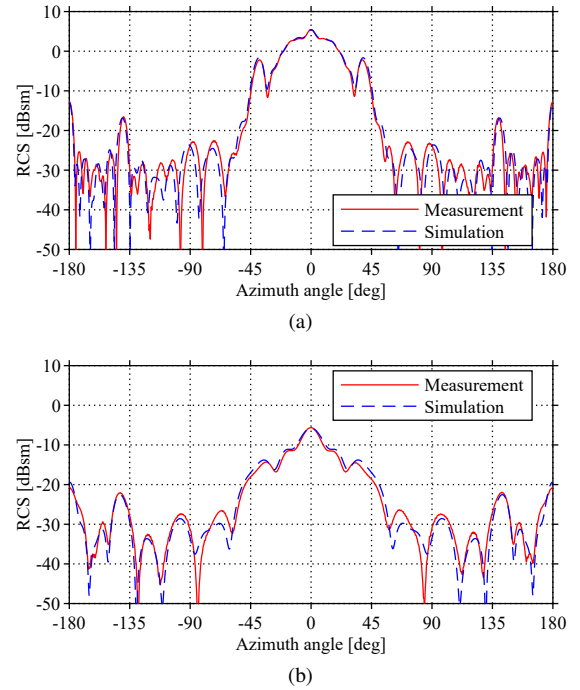 10
0
-10
-20
-30
-40
-50
RCS [dBsm]
Measurement
Simulation
-180 -135 -90 -45 0 45 90 135 180
Azimuth angle [deg]
(a)
10
0
-10
-20
-30
-40
-50
RCS [dBsm]
Measurement
Simulation
-180 -135 -90 -45 0 45 90 135 180
Azimuth angle [deg]
(b)